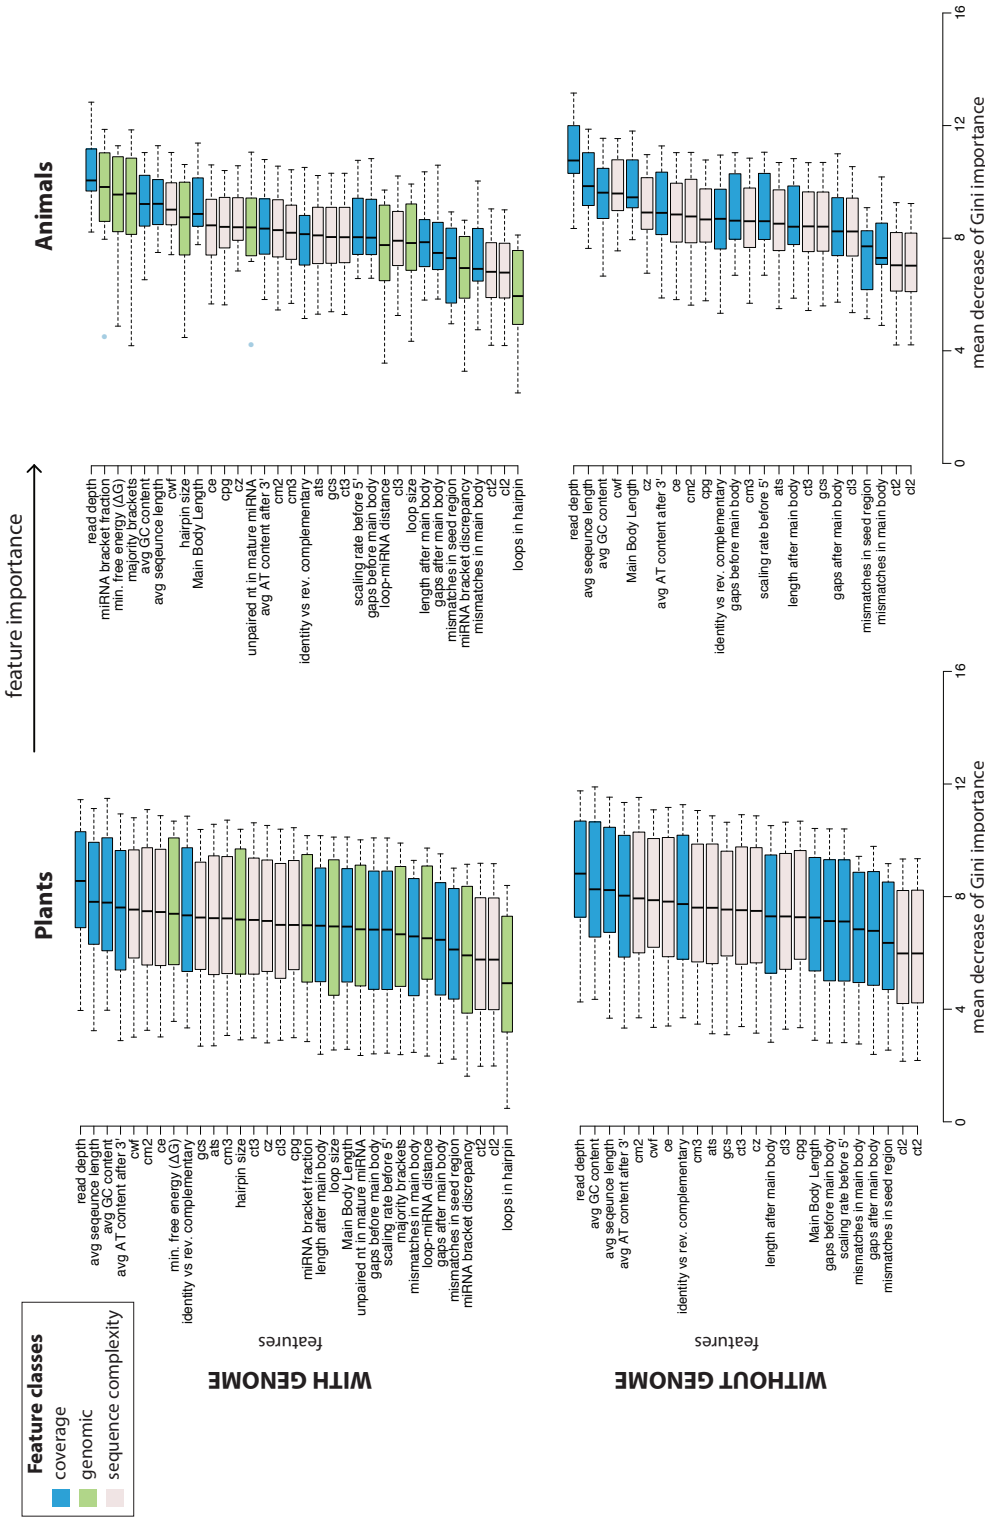 Feature classes
coverage
genomic
sequence complexity
feature importance
Plants
Animals
WITH GENOME
features
read depth
avg seqeunce length
avg GC content
avg AT content after 3'
cwf
cm2
ce
min. free energy (ΔG)
identity vs rev. complementary
gcs
ats
cm3
hairpin size
ct3
cz
cl3
cpg
miRNA bracket fraction
length after main body
loop size
Main Body Length
unpaired nt in mature miRNA
gaps before main body
scaling rate before 5'
majority brackets
mismatches in main body
loop-miRNA distance
gaps after main body
mismatches in seed region
miRNA bracket discrepancy
ct2
cl2
loops in hairpin
read depth
miRNA bracket fraction
min. free energy (ΔG)
majority brackets
avg GC content
avg seqeunce length
cwf
hairpin size
Main Body Length
ce
cpg
cz
unpaired nt in mature miRNA
avg AT content after 3'
cm2
cm3
identity vs rev. complementary
ats
gcs
ct3
scaling rate before 5'
gaps before main body
loop-miRNA distance
cl3
loop size
length after main body
gaps after main body
mismatches in seed region
miRNA bracket discrepancy
mismatches in main body
ct2
cl2
loops in hairpin
WITHOUT GENOME
features
read depth
avg GC content
avg seqeunce length
avg AT content after 3'
cm2
cwf
ce
identity vs rev. complementary
cm3
ats
gcs
ct3
cz
length after main body
cl3
cpg
Main Body Length
gaps before main body
scaling rate before 5'
mismatches in main body
gaps after main body
mismatches in seed region
cl2
ct2
0 4 8 12 16
mean decrease of Gini importance
read depth
avg seqeunce length
avg GC content
cwf
Main Body Length
cz
avg AT content after 3'
ce
cm2
cpg
identity vs rev. complementary
gaps before main body
cm3
scaling rate before 5'
ats
length after main body
ct3
gcs
gaps after main body
cl3
mismatches in seed region
mismatches in main body
ct2
cl2
0 4 8 12 16
mean decrease of Gini importance